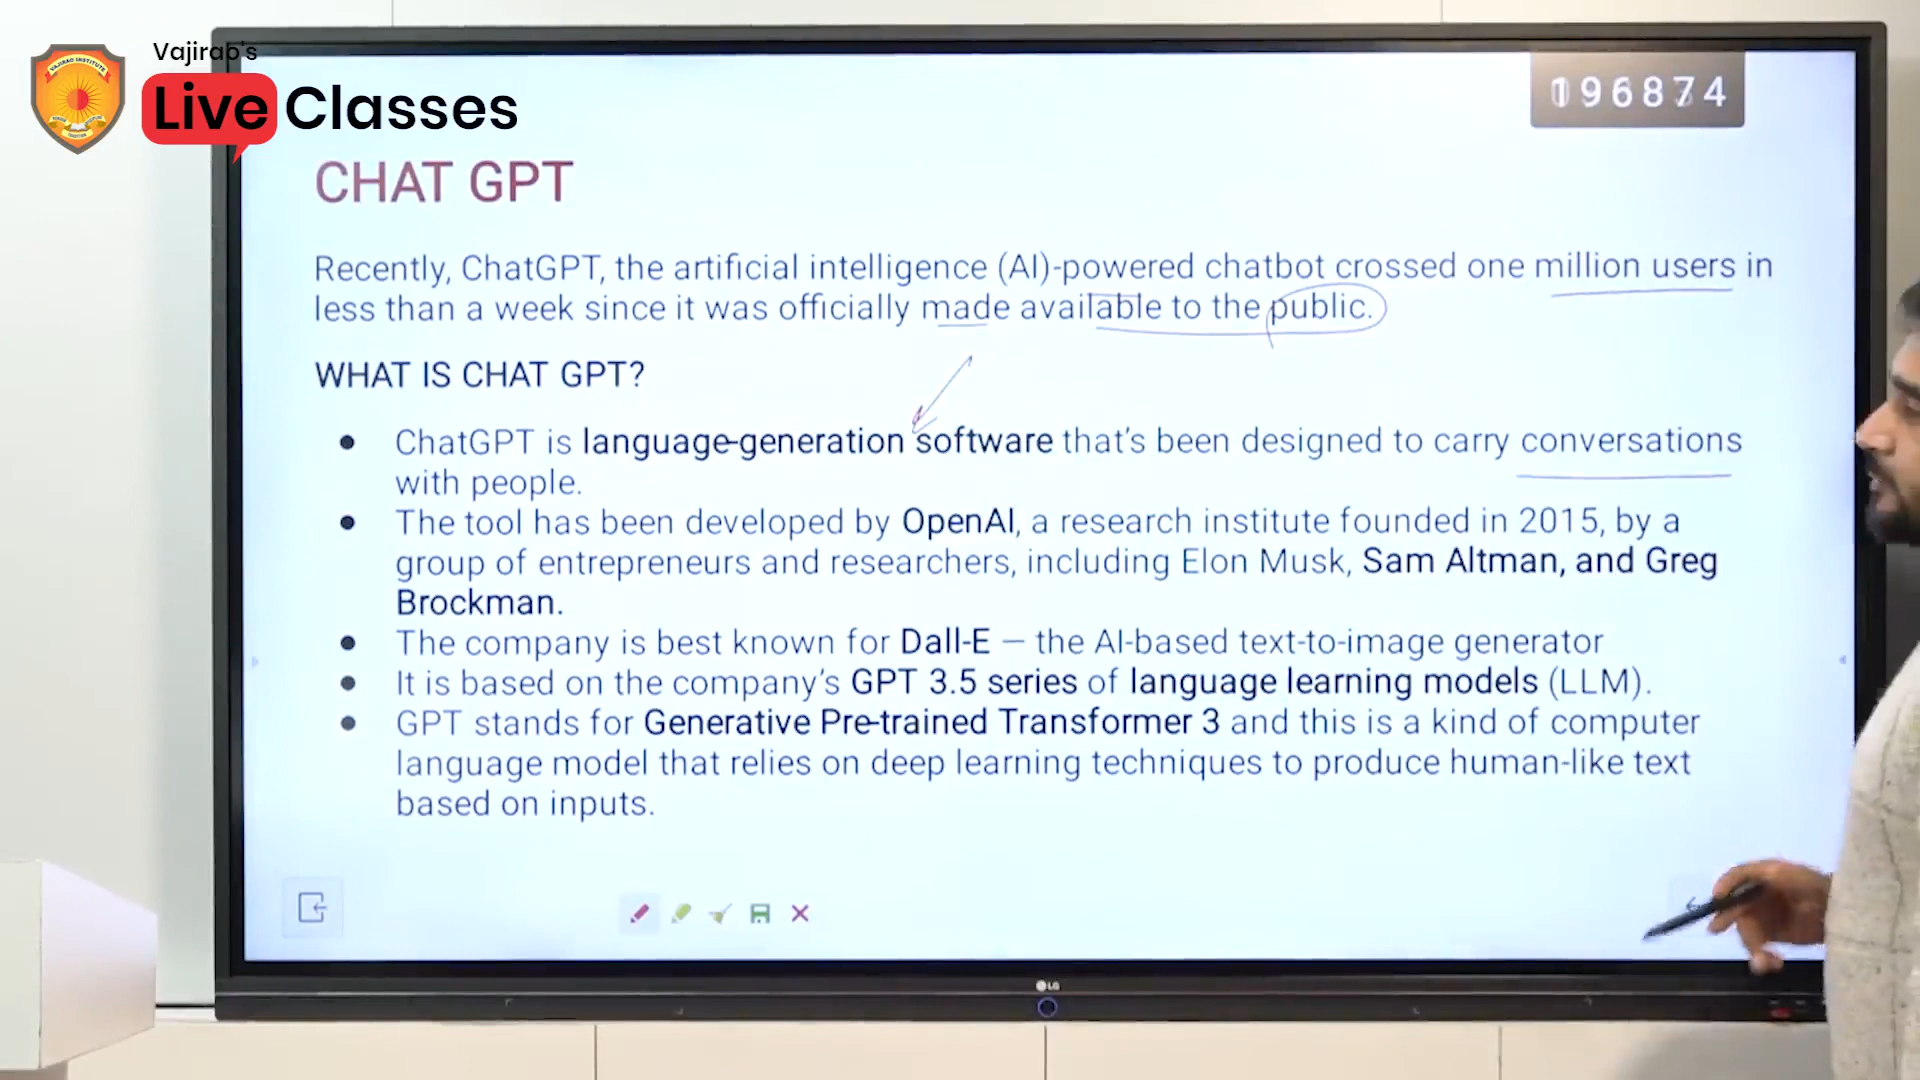 Vajirao's
Live Classes
VAJIRAO INSTITUTE
CHAT GPT
Recently, ChatGPT, the artificial intelligence (AI)-powered chatbot crossed one million users in
less than a week since it was officially made available to the public.
WHAT IS CHAT GPT?
● ChatGPT is language-generation software that's been designed to carry conversations
with people.
● The tool has been developed by OpenAI, a research institute founded in 2015, by a
group of entrepreneurs and researchers, including Elon Musk, Sam Altman, and Greg
Brockman.
● The company is best known for Dall-E — the AI-based text-to-image generator
● It is based on the company's GPT 3.5 series of language learning models (LLM).
● GPT stands for Generative Pre-trained Transformer 3 and this is a kind of computer
language model that relies on deep learning techniques to produce human-like text
based on inputs.
LG